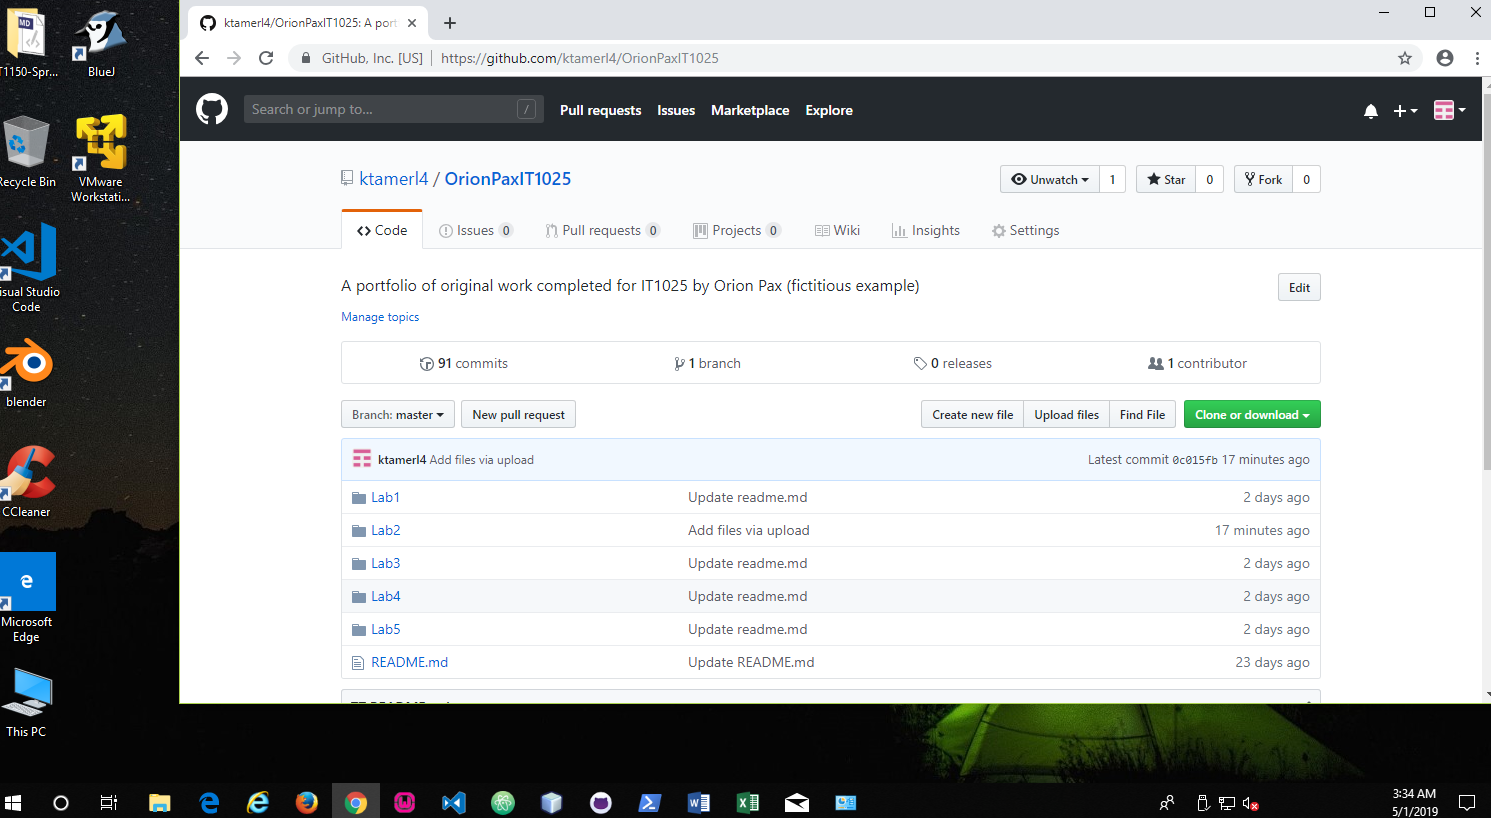 ktamerl4/OrionPaxIT1025: A port
GitHub, Inc. [US] https://github.com/ktamerl4/OrionPaxIT1025
Search or jump to... /
Pull requests Issues Marketplace Explore
ktamerl4 / OrionPaxIT1025
Unwatch 1 Star 0 Fork 0
Code Issues 0 Pull requests 0 Projects 0 Wiki Insights Settings
A portfolio of original work completed for IT1025 by Orion Pax (fictitious example)
Edit
Manage topics
91 commits 1 branch 0 releases 1 contributor
Branch: master New pull request Create new file Upload files Find File Clone or download
ktamerl4 Add files via upload Latest commit 0c015fb 17 minutes ago
Lab1 Update readme.md 2 days ago
Lab2 Add files via upload 17 minutes ago
Lab3 Update readme.md 2 days ago
Lab4 Update readme.md 2 days ago
Lab5 Update readme.md 2 days ago
README.md Update README.md 23 days ago
MD
T1150-Spr...
BlueJ
Recycle Bin
VMware
Workstati...
isual Studio
Code
blender
CCleaner
Microsoft
Edge
This PC
3:34 AM
5/1/2019